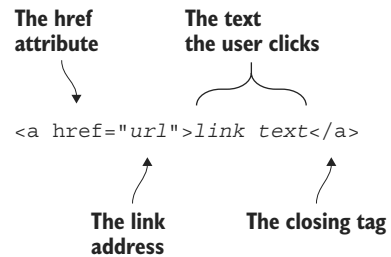 The href
attribute
The text
the user clicks
<a href="url">link text</a>
The link
address
The closing tag